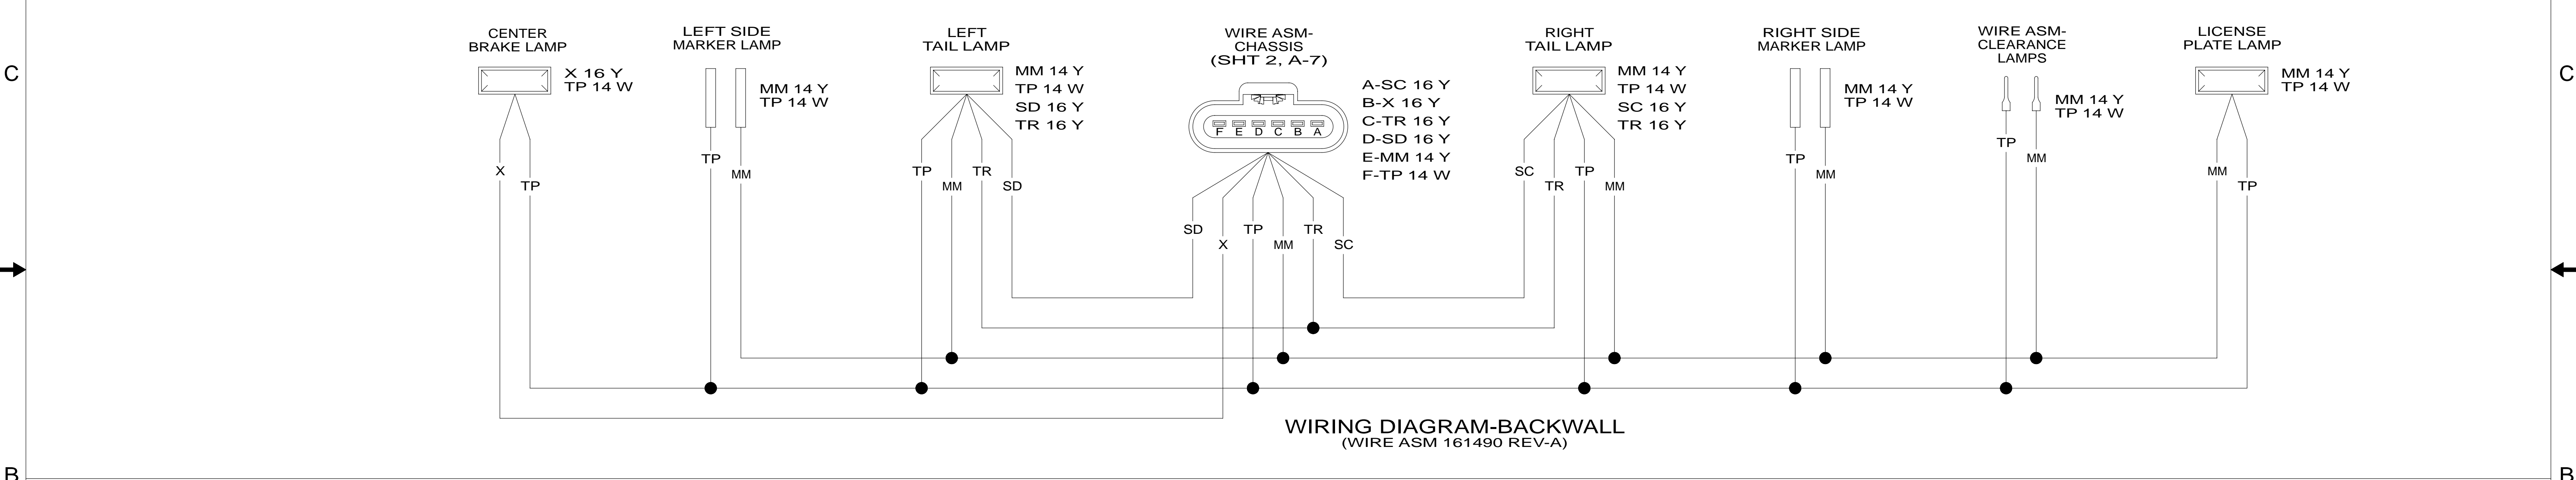 C
CENTER
BRAKE LAMP
X 16 Y
TP 14 W
X
TP
LEFT SIDE
MARKER LAMP
MM 14 Y
TP 14 W
TP
MM
LEFT
TAIL LAMP
MM 14 Y
TP 14 W
SD 16 Y
TR 16 Y
TP
MM
TR
SD
WIRE ASM-
CHASSIS
(SHT 2, A-7)
F E D C B A
A-SC 16 Y
B-X 16 Y
C-TR 16 Y
D-SD 16 Y
E-MM 14 Y
F-TP 14 W
SD
X
TP
MM
TR
SC
RIGHT
TAIL LAMP
MM 14 Y
TP 14 W
SC 16 Y
TR 16 Y
SC
TR
TP
MM
RIGHT SIDE
MARKER LAMP
MM 14 Y
TP 14 W
TP
MM
WIRE ASM-
CLEARANCE
LAMPS
MM 14 Y
TP 14 W
TP
MM
LICENSE
PLATE LAMP
MM 14 Y
TP 14 W
MM
TP
C
WIRING DIAGRAM-BACKWALL
(WIRE ASM 161490 REV-A)
B
B